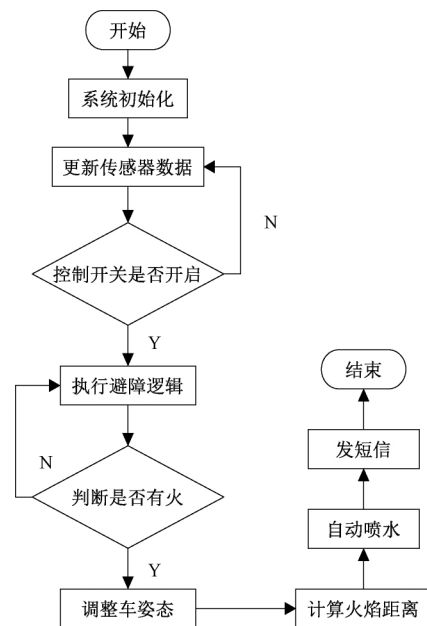 开始
系统初始化
更新传感器数据
N
控制开关是否开启
Y
执行避障逻辑
N
判断是否有火
Y
调整车姿态
计算火焰距离
自动喷水
发短信
结束